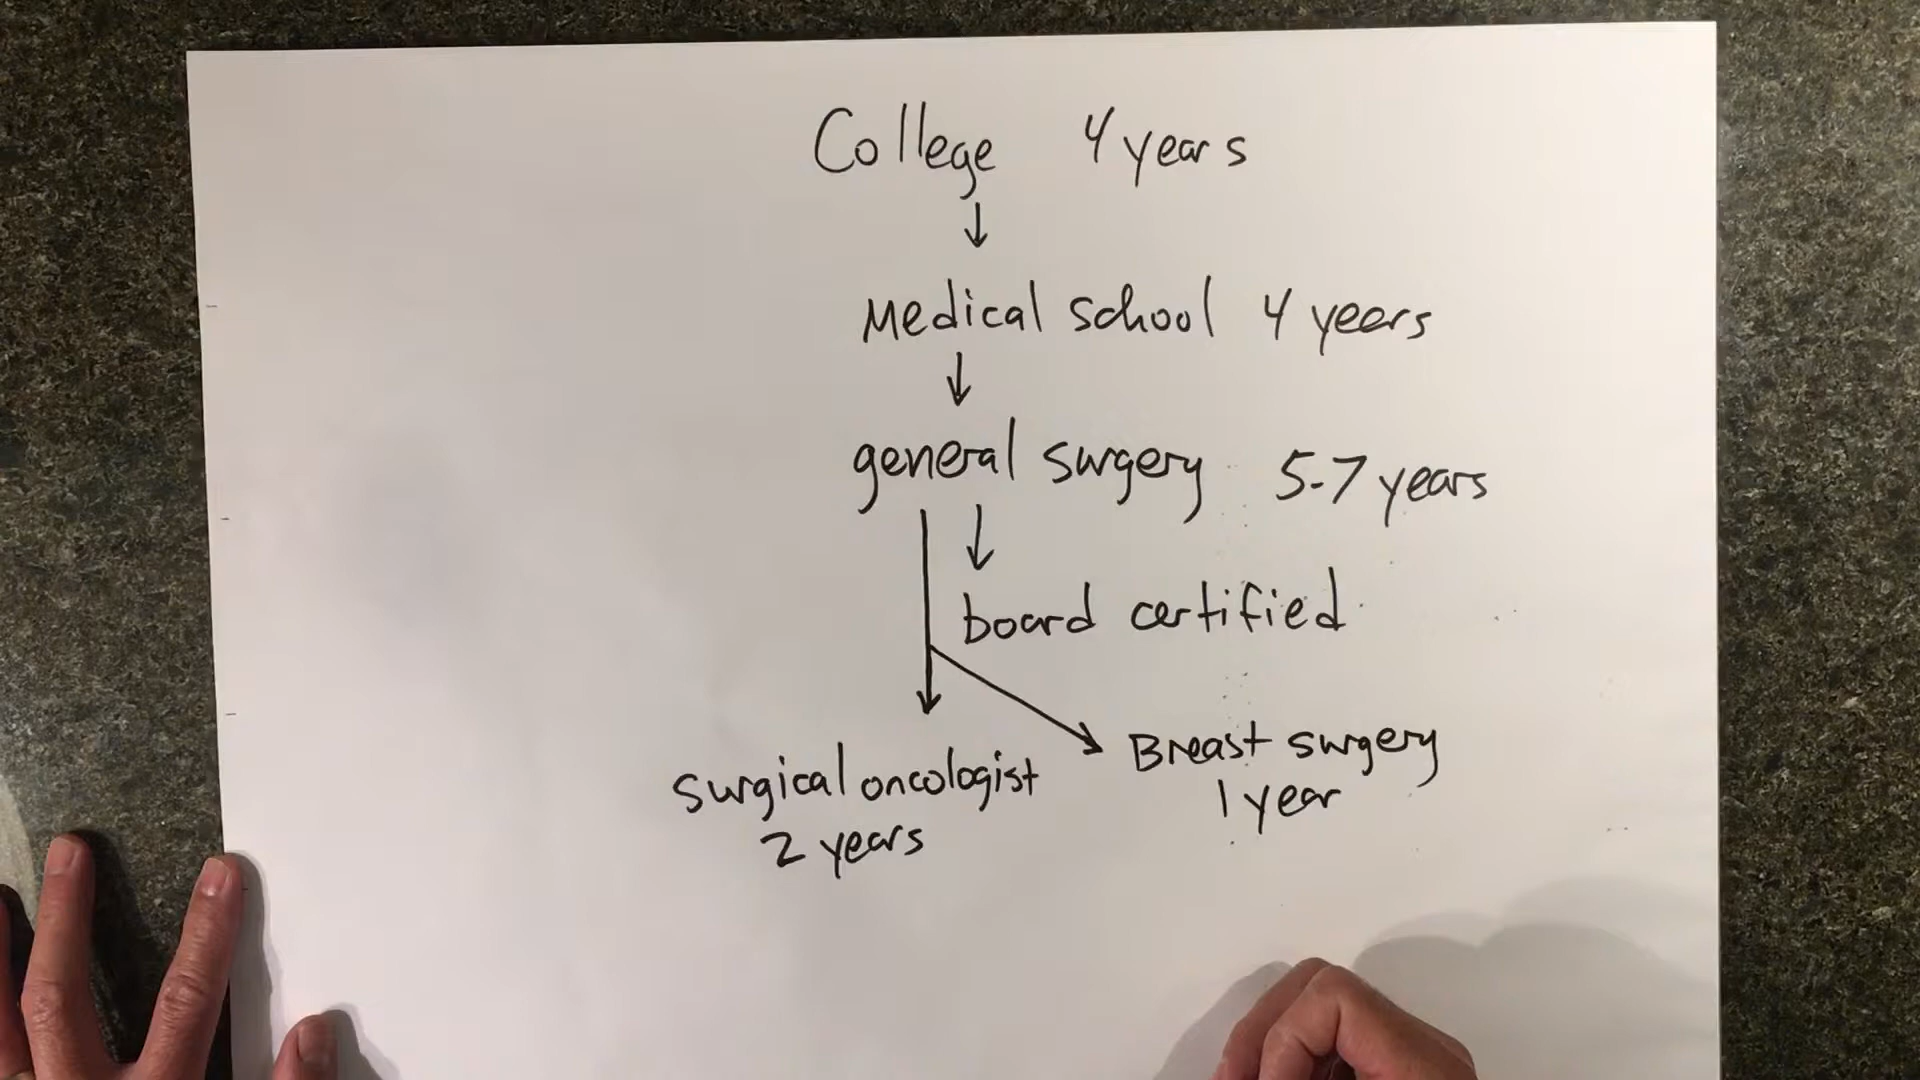 College 4 years
Medical school 4 years
general surgery 5-7 years
board certified
Breast surgery
1 year
surgical oncologist
2 years